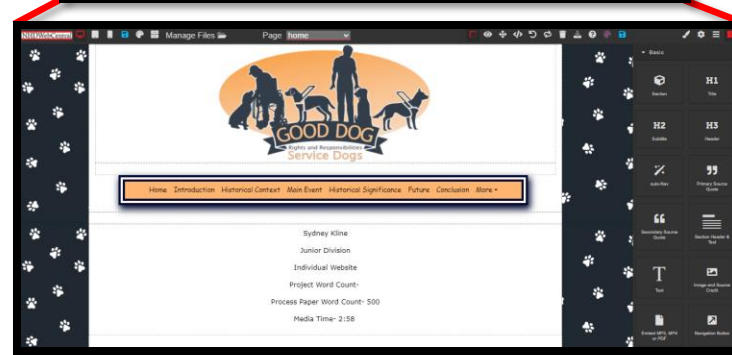 NHDWebCentral
Manage Files
Page home
Basic
Section
H1
Title
H2
Subtitle
H3
Header
auto-Nav
Primary Source
Quote
Secondary Source
Quote
Section Header &
Text
Text
Image and Source
Credit
Embed MP3, MP4
or PDF
Navigation Button
GOOD DOG
Rights and Responsibilities
Service Dogs
Home Introduction Historical Context Main Event Historical Significance Future Conclusion More
Sydney Kline
Junior Division
Individual Website
Project Word Count-
Process Paper Word Count- 500
Media Time- 2:58